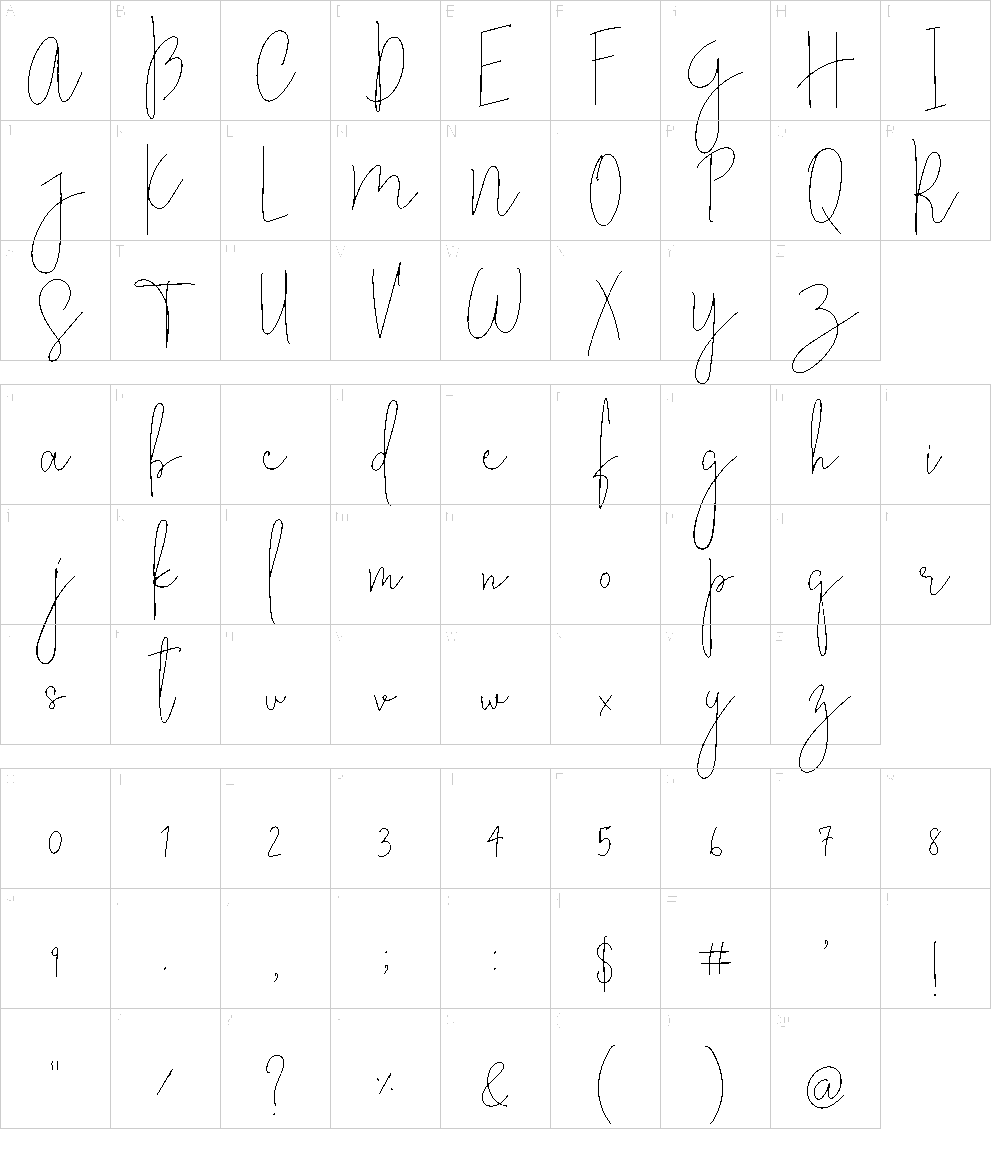 A B C D E F G H I
J K L M N O P Q R
S T U V W X Y Z
a b c d e f g h i
j k l m n o p q r
s t u v w x y z
0 1 2 3 4 5 6 7 8
9 . , ; : $ # ' !
" / ? % & ( ) @